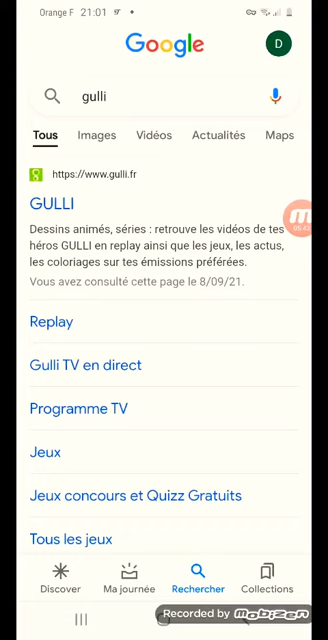 Orange F 21:01
Google
D
gulli
Tous Images Vidéos Actualités Maps
https://www.gulli.fr
GULLI
Dessins animés, séries : retrouve les vidéos de tes
héros GULLI en replay ainsi que les jeux, les actus,
les coloriages sur tes émissions préférées.
05:43
Vous avez consulté cette page le 8/09/21.
Replay
Gulli TV en direct
Programme TV
Jeux
Jeux concours et Quizz Gratuits
Tous les jeux
Discover Ma journée Rechercher Collections
Recorded by mobizen